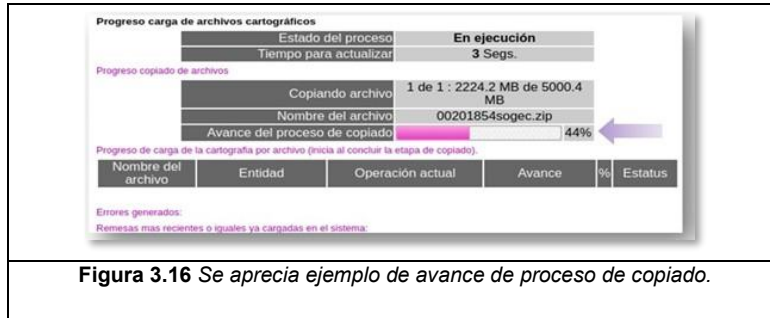 Progreso carga de archivos cartográficos
Estado del proceso En ejecución
Tiempo para actualizar 3 Segs.
Progreso copiado de archivos
Copiando archivo 1 de 1 : 2224.2 MB de 5000.4
MB
Nombre del archivo 00201854sogec.zip
Avance del proceso de copiado 44%
Progreso de carga de la cartografia por archivo (inicia al concluir la etapa de copiado).
Nombre del
archivo Entidad Operación actual Avance % Estatus
Errores generados:
Remesas mas recientes o iguales ya cargadas en el sistema:
Figura 3.16 Se aprecia ejemplo de avance de proceso de copiado.